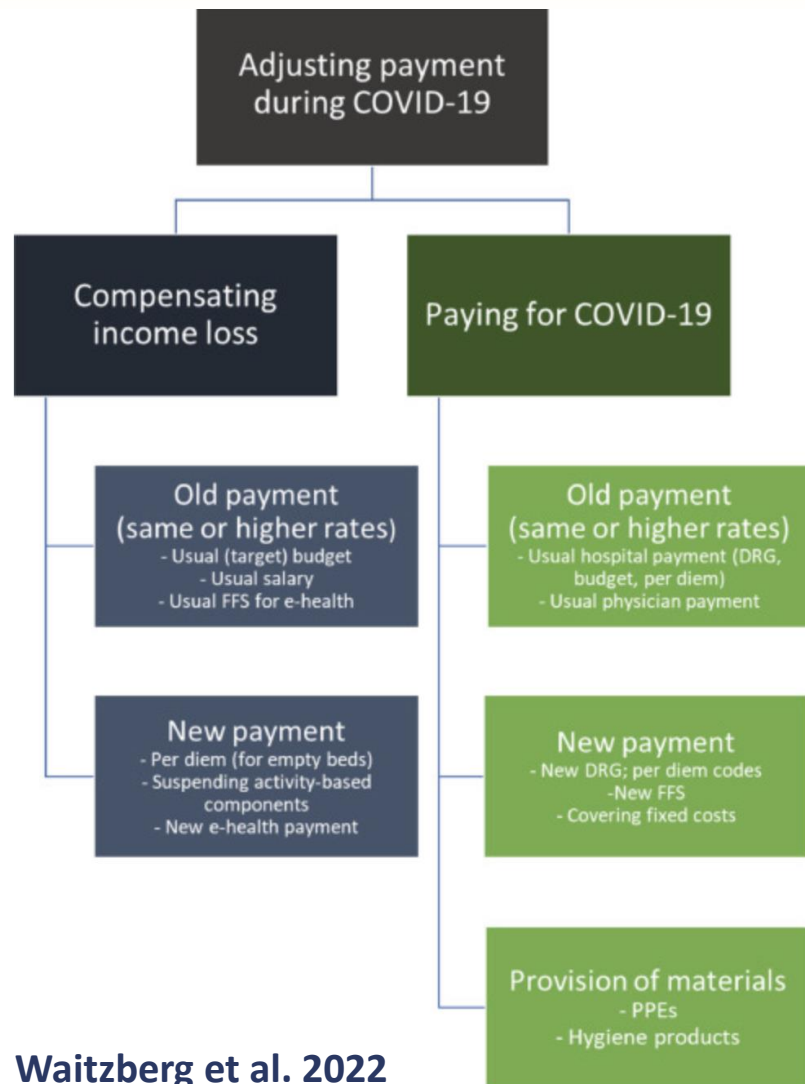 Adjusting payment
during COVID-19
Compensating
income loss
Paying for COVID-19
Old payment
(same or higher rates)
- Usual (target) budget
- Usual salary
- Usual FFS for e-health
Old payment
(same or higher rates)
- Usual hospital payment (DRG,
budget, per diem)
- Usual physician payment
New payment
- Per diem (for empty beds)
- Suspending activity-based
components
- New e-health payment
New payment
- New DRG; per diem codes
-New FFS
- Covering fixed costs
Provision of materials
- PPEs
- Hygiene products
Waitzberg et al. 2022